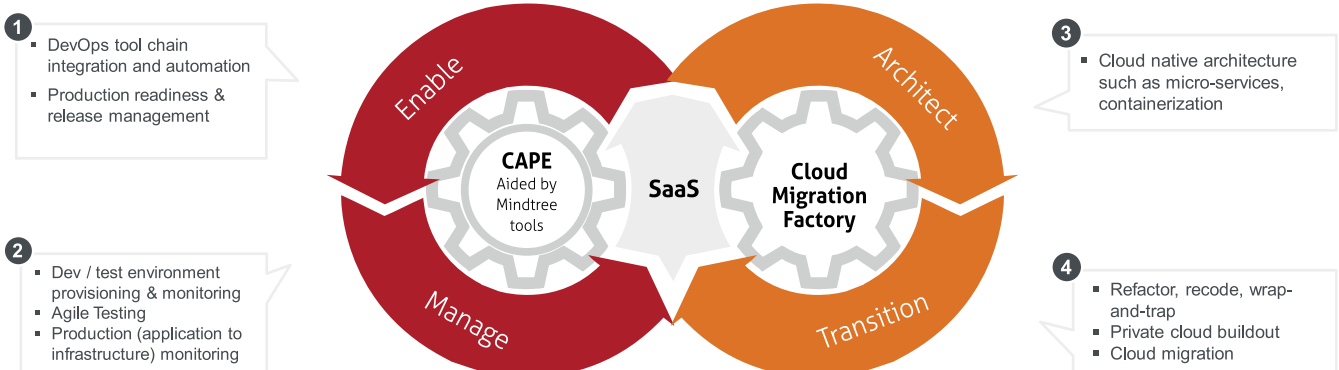 1
▪ DevOps tool chain
integration and automation
▪ Production readiness &
release management
2
▪ Dev / test environment
provisioning & monitoring
▪ Agile Testing
▪ Production (application to
infrastructure) monitoring
Enable
Manage
CAPE
Aided by
Mindtree
tools
SaaS
Architect
Transition
Cloud
Migration
Factory
3
▪ Cloud native architecture
such as micro-services,
containerization
4
▪ Refactor, recode, wrap-
and-trap
▪ Private cloud buildout
▪ Cloud migration